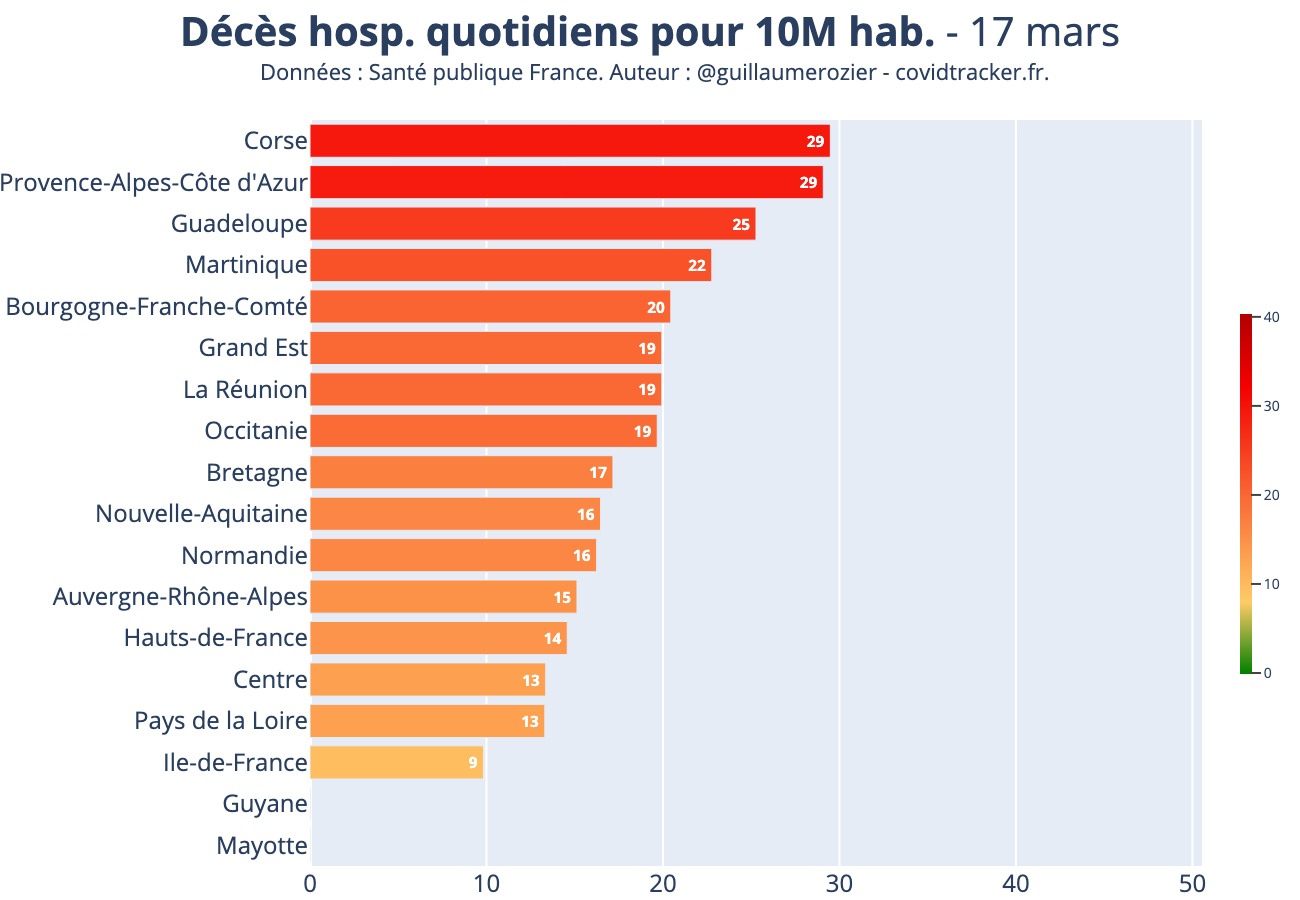 Décès hosp. quotidiens pour 10M hab. - 17 mars
Données : Santé publique France. Auteur : @guillaumerozier - covidtracker.fr.
Corse 29
Provence-Alpes-Côte d'Azur 29
Guadeloupe 25
Martinique 22
Bourgogne-Franche-Comté 20
Grand Est 19
La Réunion 19
Occitanie 19
Bretagne 17
Nouvelle-Aquitaine 16
Normandie 16
Auvergne-Rhône-Alpes 15
Hauts-de-France 14
Centre 13
Pays de la Loire 13
Ile-de-France 9
Guyane
Mayotte
0 10 20 30 40 50
40
30
20
10
0